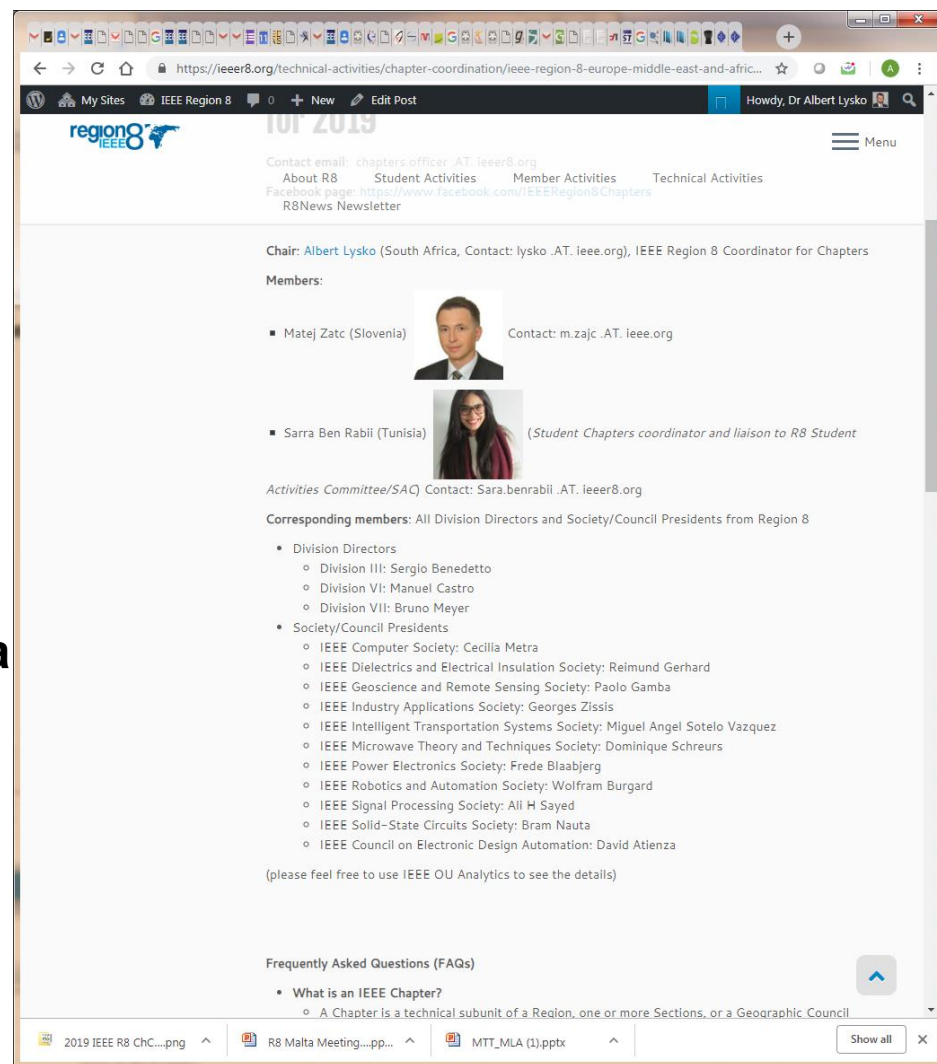 https://ieeer8.org/technical-activities/chapter-coordination/ieee-region-8-europe-middle-east-and-afric...
My Sites IEEE Region 8 0 + New Edit Post Howdy, Dr Albert Lysko
region8 IEEE
for 2019
Menu
Contact email: chapters.officer .AT. ieeer8.org
About R8 Student Activities Member Activities Technical Activities
Facebook page: https://www.facebook.com/IEEERegion8Chapters
R8News Newsletter
Chair: Albert Lysko (South Africa, Contact: lysko .AT. ieee.org), IEEE Region 8 Coordinator for Chapters
Members:
▪ Matej Zatc (Slovenia) Contact: m.zajc .AT. ieee.org
▪ Sarra Ben Rabii (Tunisia) (Student Chapters coordinator and liaison to R8 Student
Activities Committee/SAC) Contact: Sara.benrabii .AT. ieeer8.org
Corresponding members: All Division Directors and Society/Council Presidents from Region 8
• Division Directors
◦ Division III: Sergio Benedetto
◦ Division VI: Manuel Castro
◦ Division VII: Bruno Meyer
• Society/Council Presidents
a
◦ IEEE Computer Society: Cecilia Metra
◦ IEEE Dielectrics and Electrical Insulation Society: Reimund Gerhard
◦ IEEE Geoscience and Remote Sensing Society: Paolo Gamba
◦ IEEE Industry Applications Society: Georges Zissis
◦ IEEE Intelligent Transportation Systems Society: Miguel Angel Sotelo Vazquez
◦ IEEE Microwave Theory and Techniques Society: Dominique Schreurs
◦ IEEE Power Electronics Society: Frede Blaabjerg
◦ IEEE Robotics and Automation Society: Wolfram Burgard
◦ IEEE Signal Processing Society: Ali H Sayed
◦ IEEE Solid-State Circuits Society: Bram Nauta
◦ IEEE Council on Electronic Design Automation: David Atienza
(please feel free to use IEEE OU Analytics to see the details)
Frequently Asked Questions (FAQs)
• What is an IEEE Chapter?
◦ A Chapter is a technical subunit of a Region, one or more Sections, or a Geographic Council
2019 IEEE R8 ChC....png R8 Malta Meeting....pp... MTT_MLA (1).pptx Show all